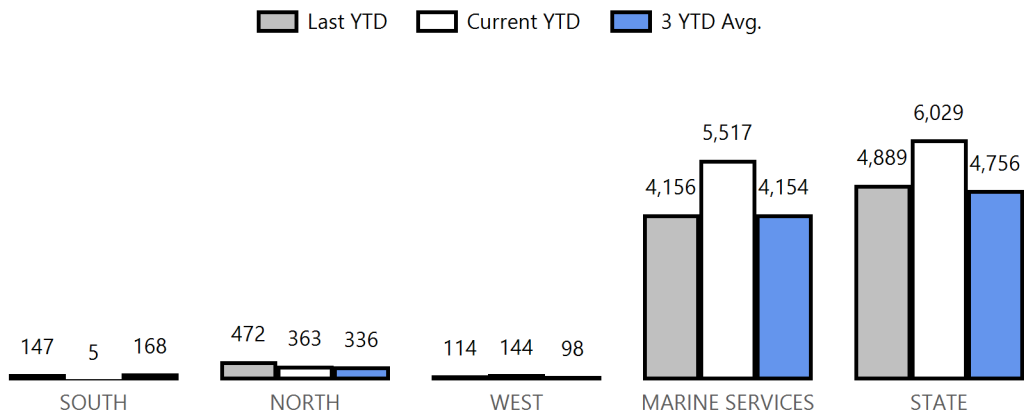 Last YTD Current YTD 3 YTD Avg.
147 5 168
472 363 336
114 144 98
4,156 5,517 4,154
4,889 6,029 4,756
SOUTH NORTH WEST MARINE SERVICES STATE